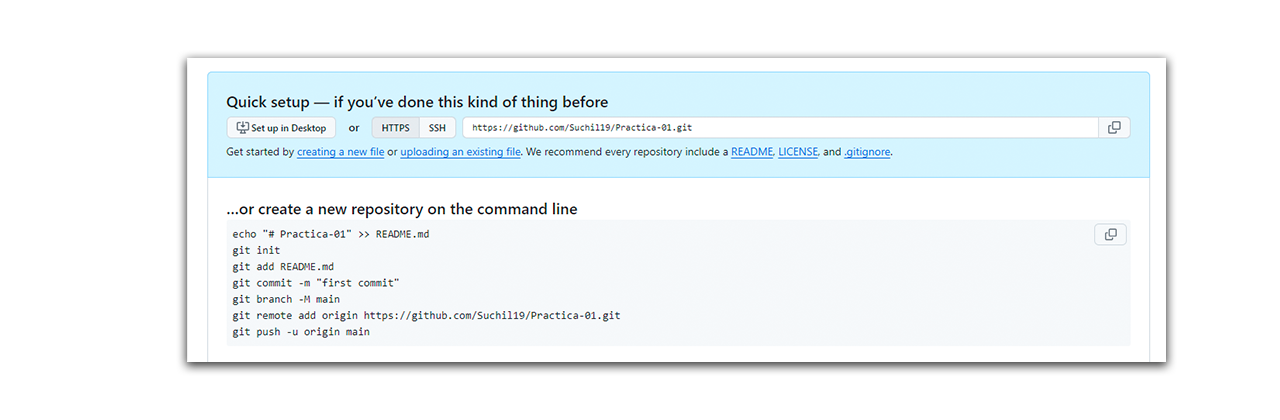 Quick setup — if you've done this kind of thing before
Set up in Desktop or HTTPS SSH https://github.com/Suchil19/Practica-01.git
Get started by creating a new file or uploading an existing file. We recommend every repository include a README, LICENSE, and .gitignore.
...or create a new repository on the command line
echo "# Practica-01" >> README.md
git init
git add README.md
git commit -m "first commit"
git branch -M main
git remote add origin https://github.com/Suchil19/Practica-01.git
git push -u origin main